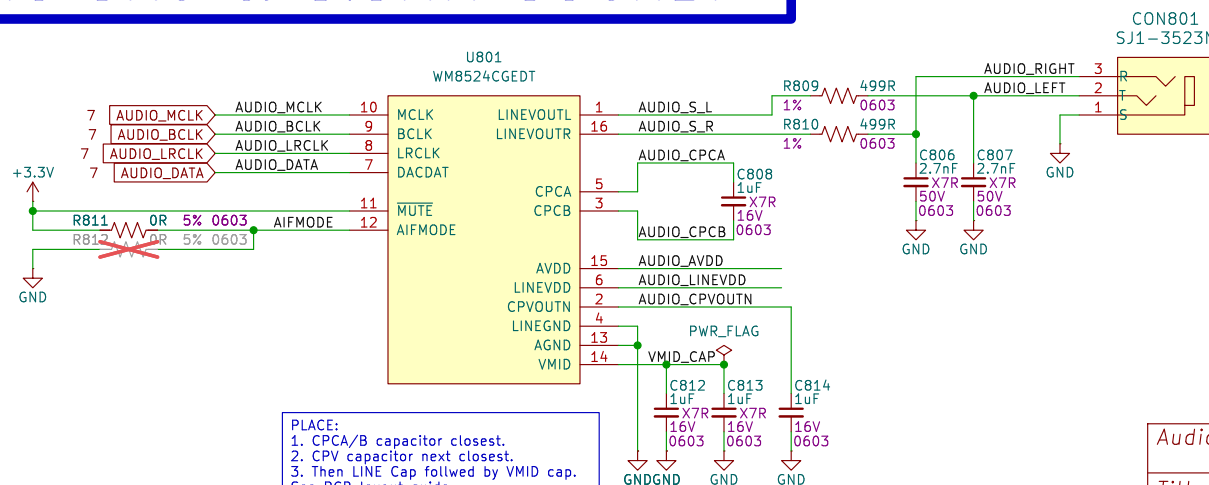 CON801
SJ1-3523
U801
WM8524CGEDT
7 AUDIO_MCLK AUDIO_MCLK 10 MCLK
7 AUDIO_BCLK AUDIO_BCLK 9 BCLK
7 AUDIO_LRCLK AUDIO_LRCLK 8 LRCLK
7 AUDIO_DATA AUDIO_DATA 7 DACDAT
+3.3V
11 MUTE
R811 0R 5% 0603 AIFMODE 12 AIFMODE
R812 0R 5% 0603
GND
LINEVOUTL 1 AUDIO_S_L
LINEVOUTR 16 AUDIO_S_R
R809 499R
1% 0603
R810 499R
1% 0603
AUDIO_RIGHT 3 R
AUDIO_LEFT 2 T
1 S
GND
C806
2.7nF
X7R
50V
0603
GND
C807
2.7nF
X7R
50V
0603
GND
AUDIO_CPCA
CPCA 5
CPCB 3
AUDIO_CPCB
C808
1uF
X7R
16V
0603
AVDD 15 AUDIO_AVDD
LINEVDD 6 AUDIO_LINEVDD
CPVOUTN 2 AUDIO_CPVOUTN
LINEGND 4
AGND 13
VMID 14 VMID_CAP
PWR_FLAG
C812
1uF
X7R
16V
0603
C813
1uF
X7R
16V
0603
C814
1uF
X7R
16V
0603
GND GND GND GND
PLACE:
1. CPCA/B capacitor closest.
2. CPV capacitor next closest.
3. Then LINE Cap follwed by VMID cap.